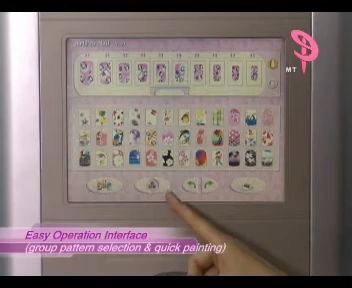 MT
Easy Operation Interface
(group pattern selection & quick painting)